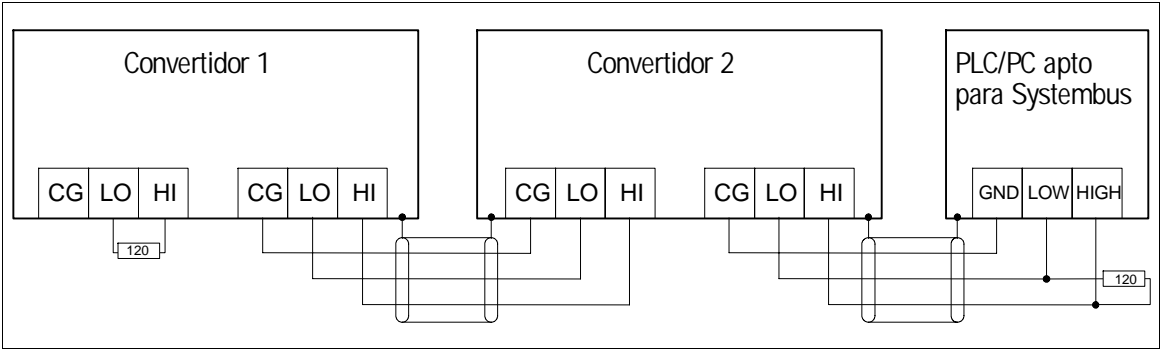 Convertidor 1
Convertidor 2
PLC/PC apto
para Systembus
CG LO HI
CG LO HI
CG LO HI
CG LO HI
GND LOW HIGH
120
120